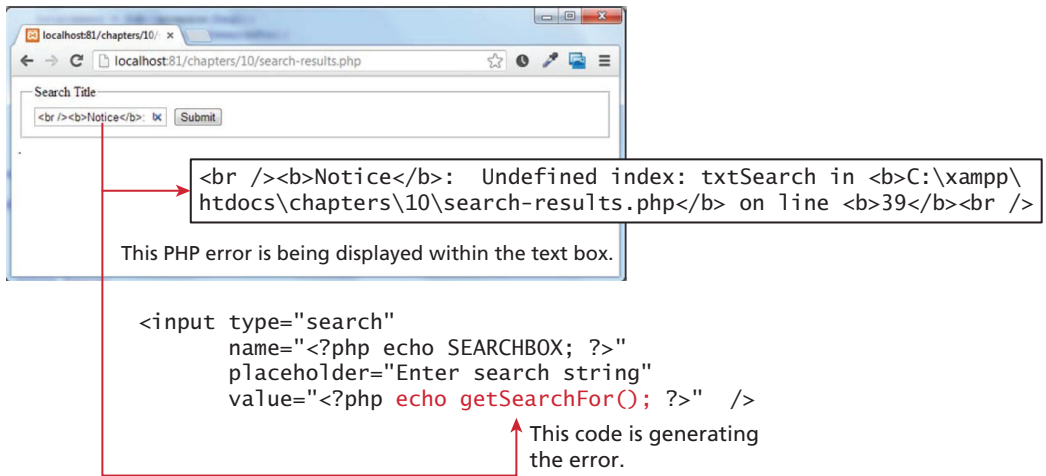 localhost:81/chapters/10/
localhost:81/chapters/10/search-results.php
Search Title
<br /><b>Notice</b>:
Submit
<br /><b>Notice</b>:  Undefined index: txtSearch in <b>C:\xampp\
htdocs\chapters\10\search-results.php</b> on line <b>39</b><br />
This PHP error is being displayed within the text box.
<input type="search"
name="<?php echo SEARCHBOX; ?>"
placeholder="Enter search string"
value="<?php echo getSearchFor(); ?>"  />
This code is generating
the error.